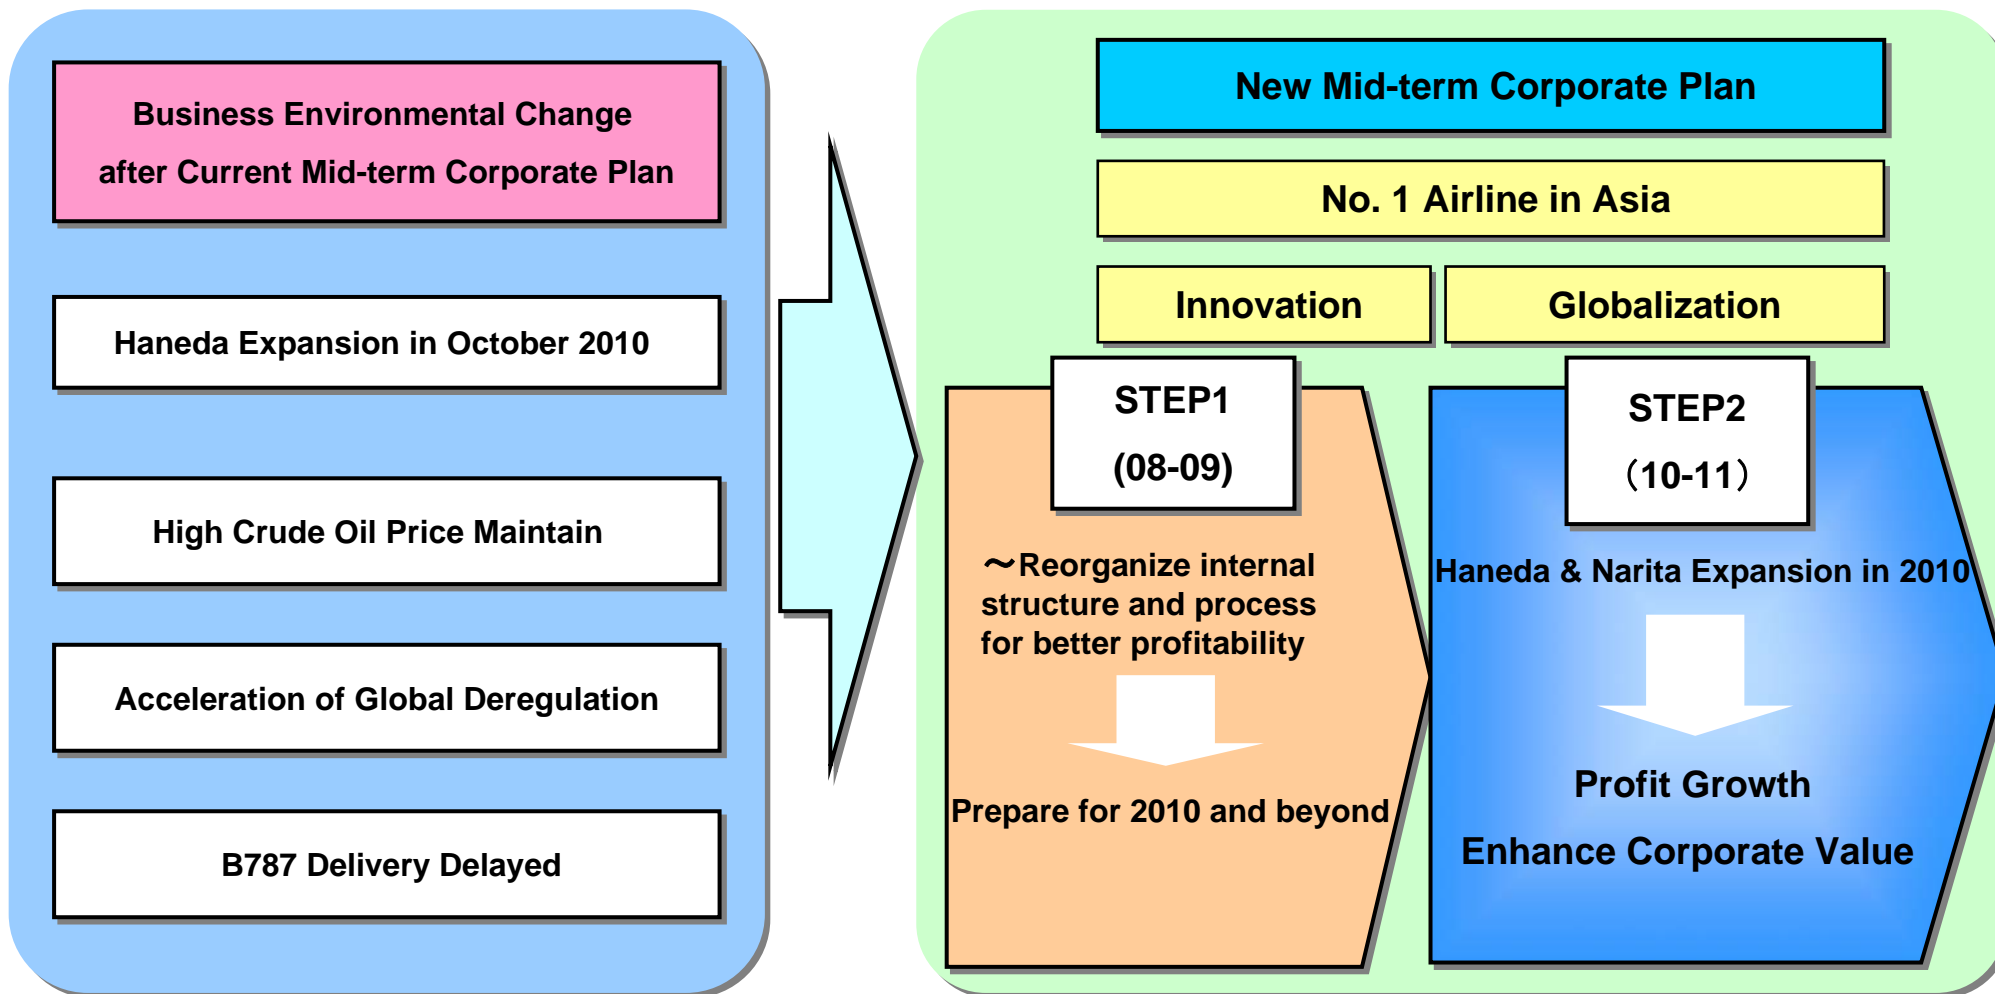 Business Environmental Change
after Current Mid-term Corporate Plan
Haneda Expansion in October 2010
High Crude Oil Price Maintain
Acceleration of Global Deregulation
B787 Delivery Delayed
New Mid-term Corporate Plan
No. 1 Airline in Asia
Innovation
Globalization
STEP1
(08-09)
～Reorganize internal
structure and process
for better profitability
Prepare for 2010 and beyond
STEP2
（10-11）
Haneda & Narita Expansion in 2010
Profit Growth
Enhance Corporate Value